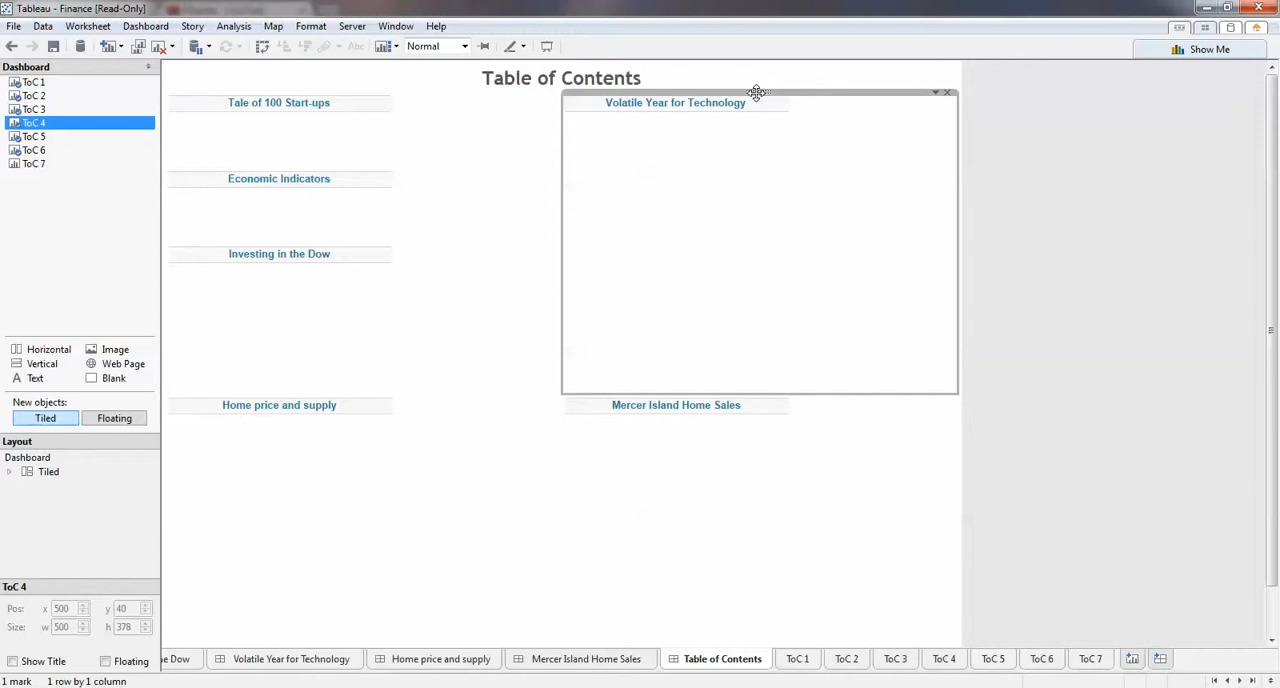 Tableau - Finance [Read-Only]
File Data Worksheet Dashboard Story Analysis Map Format Server Window Help
Abc Normal Show Me
Dashboard
ToC 1
ToC 2
ToC 3
ToC 4
ToC 5
ToC 6
ToC 7
Horizontal Image
Vertical Web Page
A Text Blank
New objects:
Tiled Floating
Layout
Dashboard
Tiled
ToC 4
Pos: x 500 y 40
Size: w 500 h 378
Show Title Floating
Table of Contents
Tale of 100 Start-ups Volatile Year for Technology
Economic Indicators
Investing in the Dow
Home price and supply Mercer Island Home Sales
e Dow Volatile Year for Technology Home price and supply Mercer Island Home Sales Table of Contents ToC 1 ToC 2 ToC 3 ToC 4 ToC 5 ToC 6 ToC 7
1 mark 1 row by 1 column